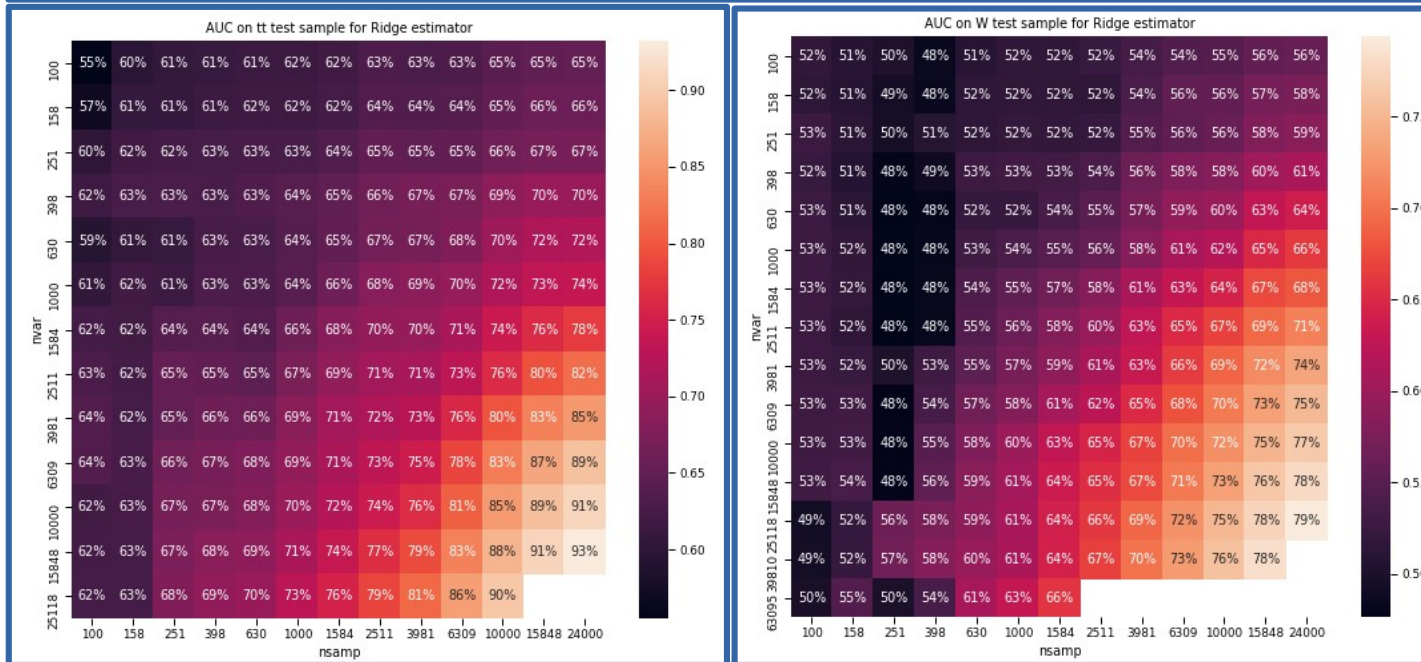 AUC on tt test sample for Ridge estimator
100 55% 60% 61% 61% 61% 62% 62% 63% 63% 63% 65% 65% 65%
158 57% 61% 61% 61% 62% 62% 62% 64% 64% 64% 65% 66% 66%
251 60% 62% 62% 63% 63% 63% 64% 65% 65% 65% 66% 67% 67%
398 62% 63% 63% 63% 63% 64% 65% 66% 67% 67% 69% 70% 70%
630 59% 61% 61% 63% 63% 64% 65% 67% 67% 68% 70% 72% 72%
1000 61% 62% 61% 63% 63% 64% 66% 68% 69% 70% 72% 73% 74%
1584 62% 62% 64% 64% 64% 66% 68% 70% 70% 71% 74% 76% 78%
2511 63% 62% 65% 65% 65% 67% 69% 71% 71% 73% 76% 80% 82%
3981 64% 62% 65% 66% 66% 69% 71% 72% 73% 76% 80% 83% 85%
6309 64% 63% 66% 67% 68% 69% 71% 73% 75% 78% 83% 87% 89%
10000 62% 63% 67% 67% 68% 70% 72% 74% 76% 81% 85% 89% 91%
15848 62% 63% 67% 68% 69% 71% 74% 77% 79% 83% 88% 91% 93%
25118 62% 63% 68% 69% 70% 73% 76% 79% 81% 86% 90%
nvar
100 158 251 398 630 1000 1584 2511 3981 6309 10000 15848 24000
nsamp
0.90
0.85
0.80
0.75
0.70
0.65
0.60
AUC on W test sample for Ridge estimator
100 52% 51% 50% 48% 51% 52% 52% 52% 54% 54% 55% 56% 56%
158 52% 51% 49% 48% 52% 52% 52% 52% 54% 56% 56% 57% 58%
251 53% 51% 50% 51% 52% 52% 52% 52% 55% 56% 56% 58% 59%
398 52% 51% 48% 49% 53% 53% 53% 54% 56% 58% 58% 60% 61%
630 53% 51% 48% 48% 52% 52% 54% 55% 57% 59% 60% 63% 64%
1000 53% 52% 48% 48% 53% 54% 55% 56% 58% 61% 62% 65% 66%
1584 53% 52% 48% 48% 54% 55% 57% 58% 61% 63% 64% 67% 68%
2511 53% 52% 48% 48% 55% 56% 58% 60% 63% 65% 67% 69% 71%
3981 53% 52% 50% 53% 55% 57% 59% 61% 63% 66% 69% 72% 74%
6309 53% 53% 48% 54% 57% 58% 61% 62% 65% 68% 70% 73% 75%
10000 53% 53% 48% 55% 58% 60% 63% 65% 67% 70% 72% 75% 77%
15848 53% 54% 48% 56% 59% 61% 64% 65% 67% 71% 73% 76% 78%
25118 49% 52% 56% 58% 59% 61% 64% 66% 69% 72% 75% 78% 79%
39810 49% 52% 57% 58% 60% 61% 64% 67% 70% 73% 76% 78%
63095 50% 55% 50% 54% 61% 63% 66%
nvar
100 158 251 398 630 1000 1584 2511 3981 6309 10000 15848 24000
nsamp